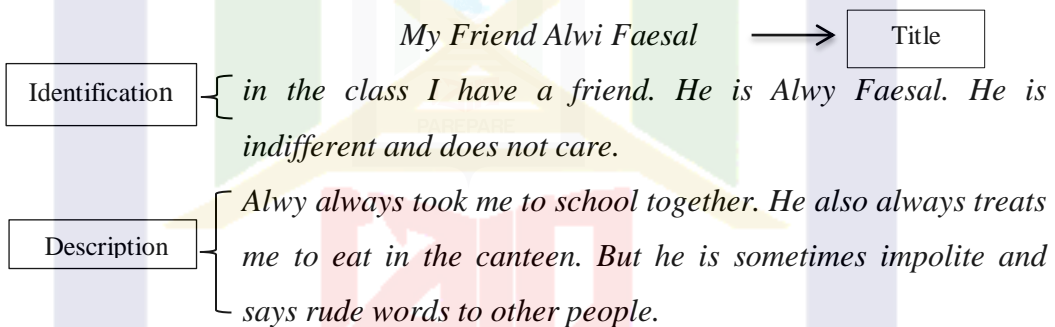 My Friend Alwi Faesal
Title
Identification
in the class I have a friend. He is Alwy Faesal. He is
indifferent and does not care.
PAREPARE
Description
Alwy always took me to school together. He also always treats
me to eat in the canteen. But he is sometimes impolite and
says rude words to other people.